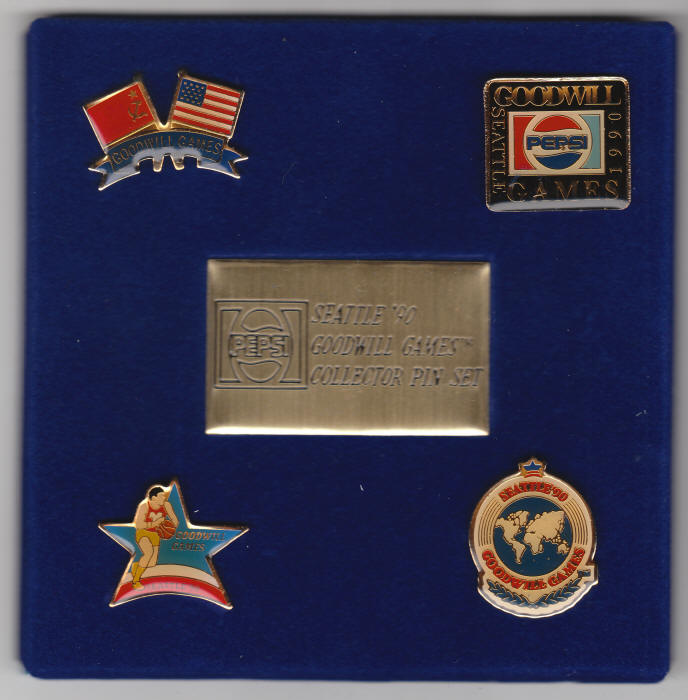 GOODWILL GAMES
GOODWILL
SEATTLE
PEPSI
1990
GAMES
PEPSI
SEATTLE '90
GOODWILL GAMES™
COLLECTOR PIN SET
GOODWILL
GAMES
SEATTLE
SEATTLE '90
GOODWILL GAMES